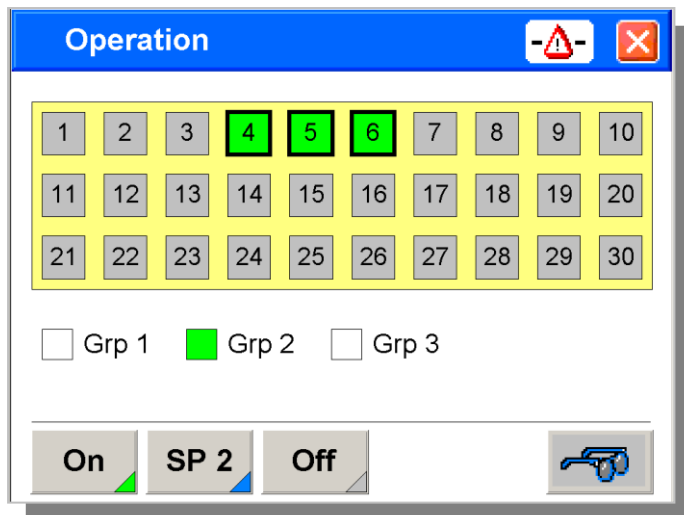 Operation
1 2 3 4 5 6 7 8 9 10
11 12 13 14 15 16 17 18 19 20
21 22 23 24 25 26 27 28 29 30
Grp 1 Grp 2 Grp 3
On SP 2 Off